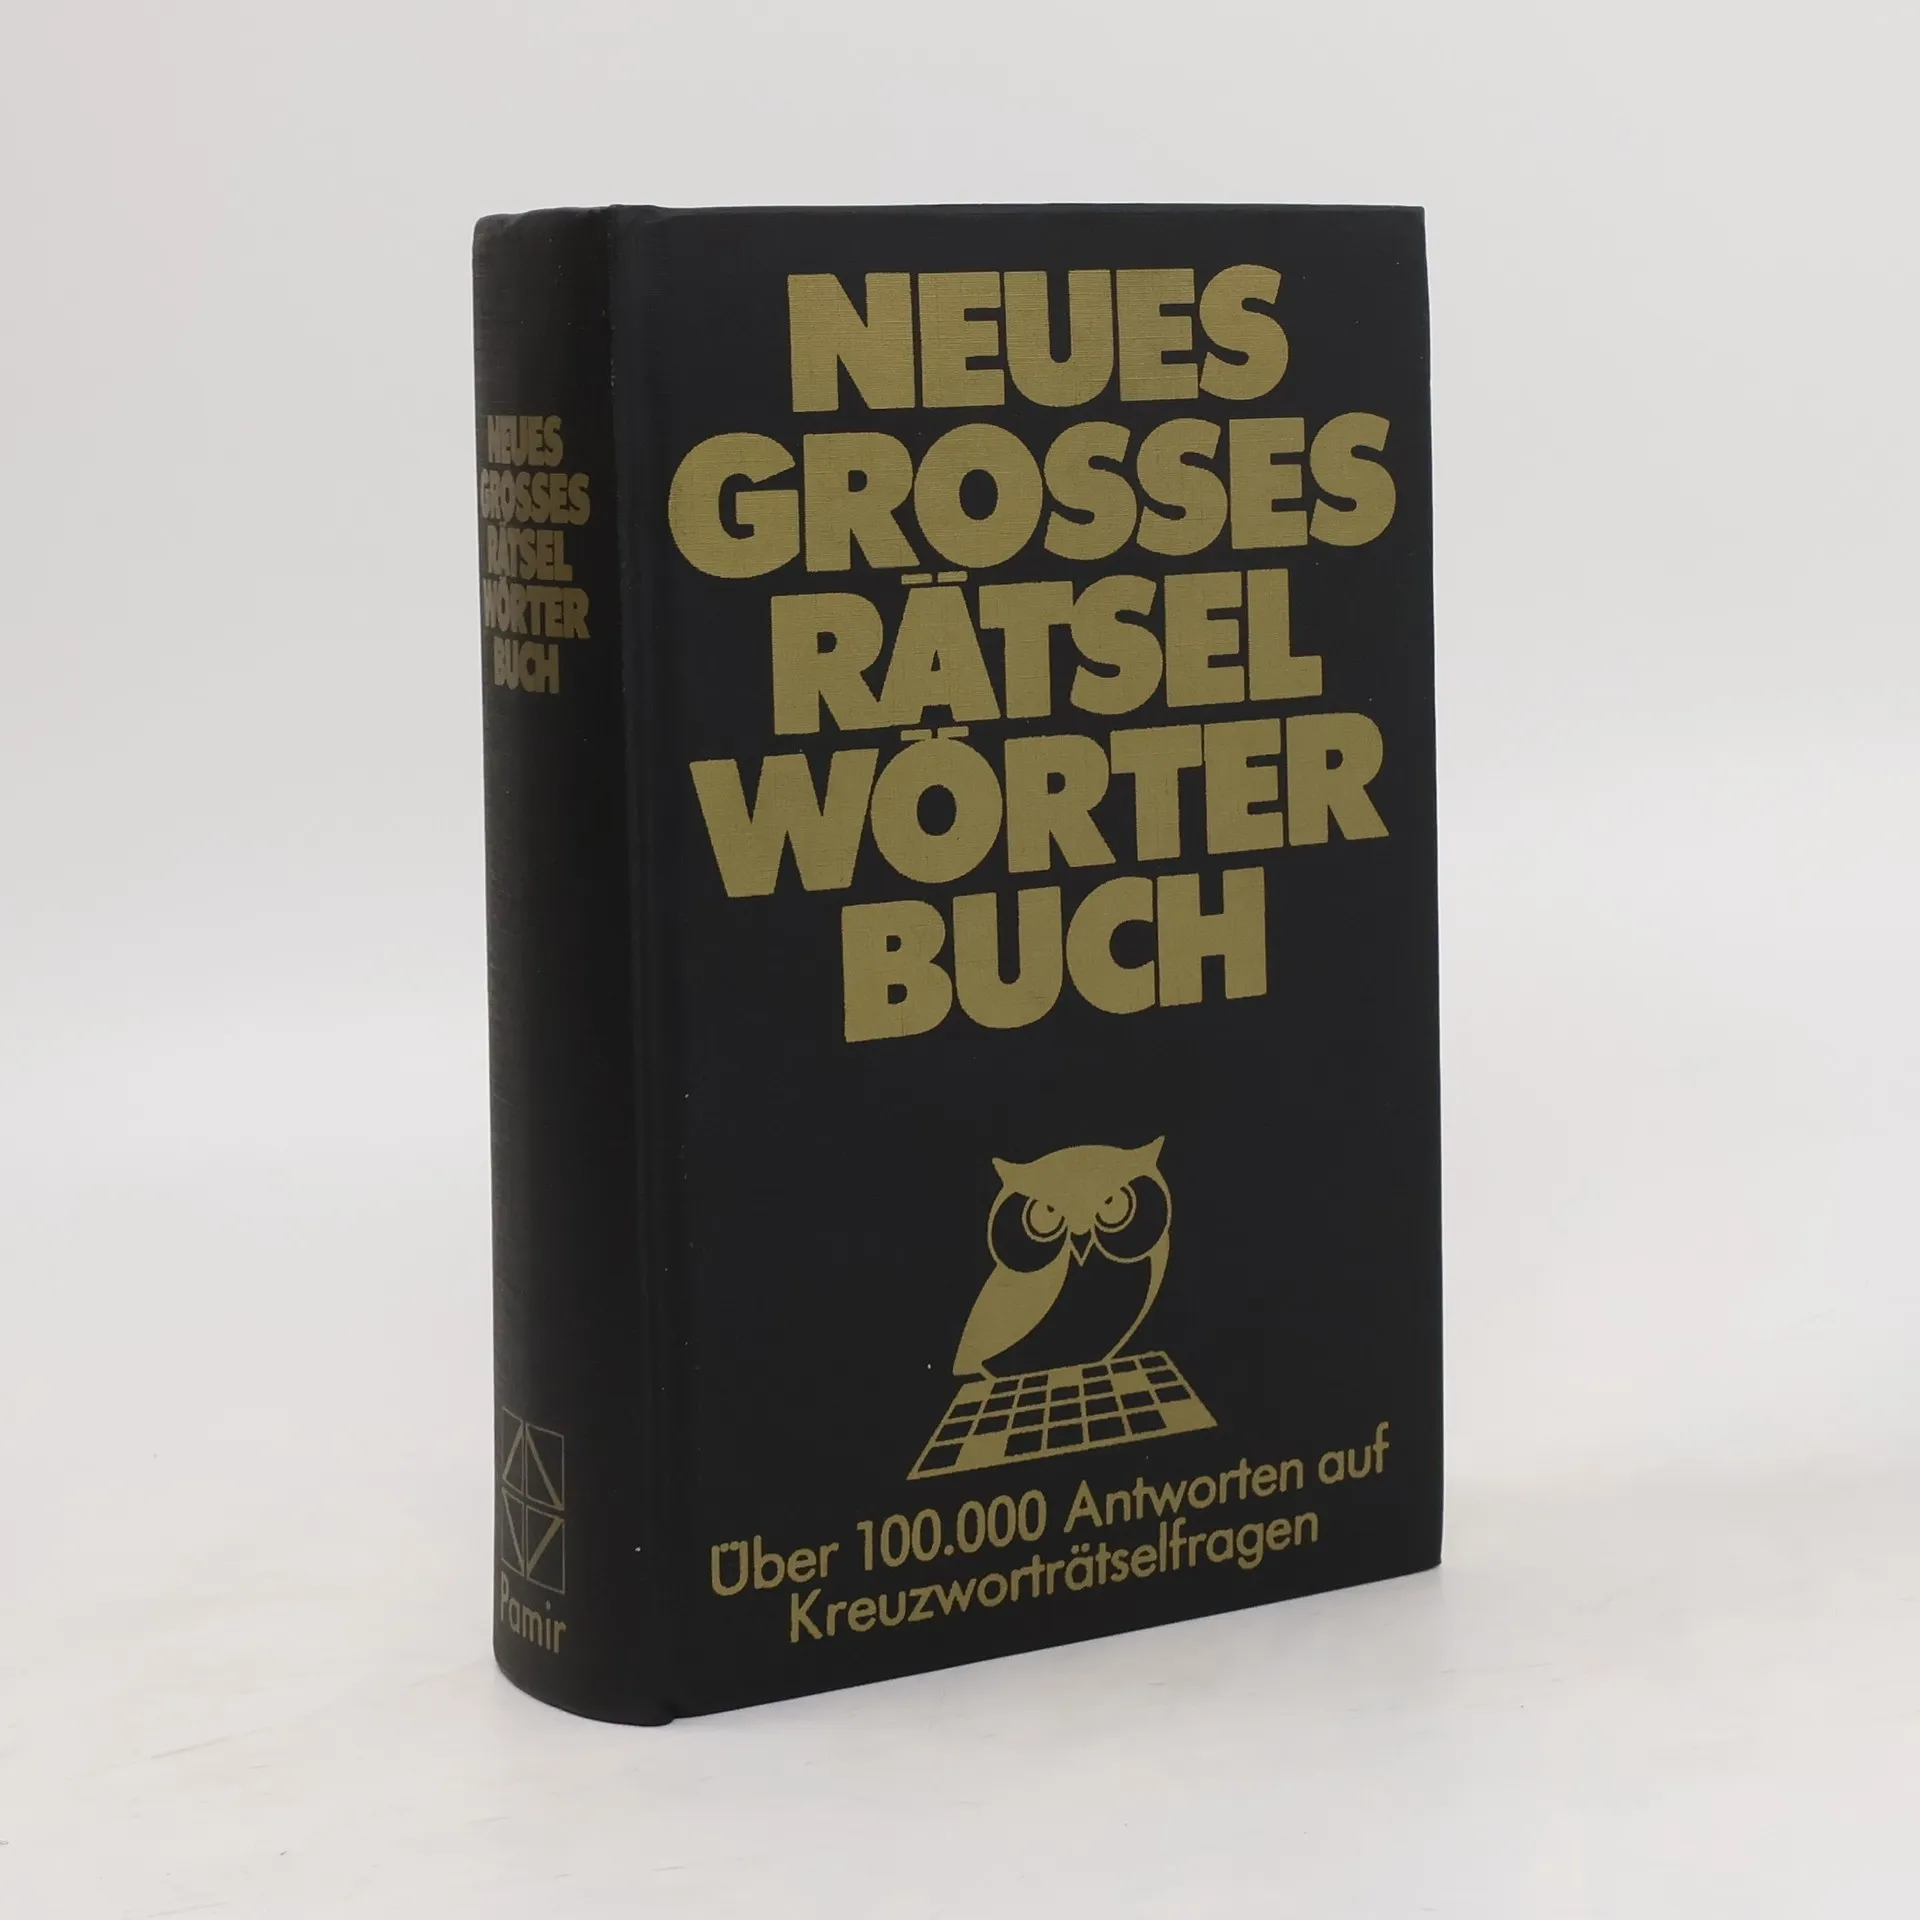 NEUES
GROSSES
RÄTSEL
WÖRTER
BUCH
Pamir
NEUES
GROSSES
RÄTSEL
WÖRTER
BUCH
Über 100.000 Antworten auf
Kreuzworträtselfragen